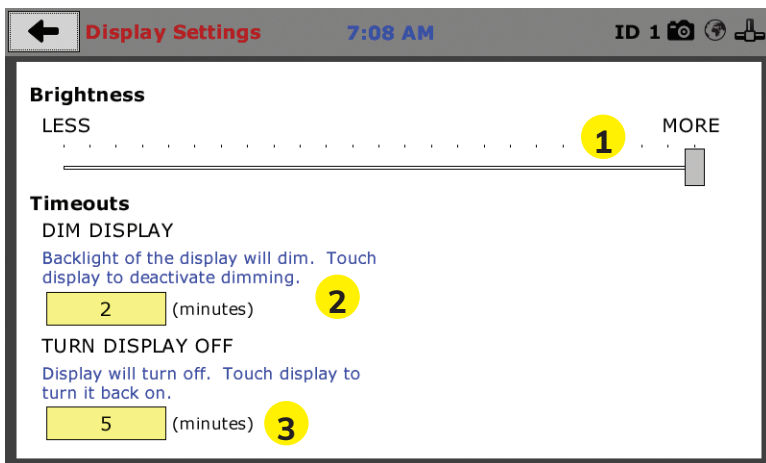 Display Settings 7:08 AM ID 1
Brightness
LESS MORE
1
Timeouts
DIM DISPLAY
Backlight of the display will dim. Touch
display to deactivate dimming.
2
2 (minutes)
TURN DISPLAY OFF
Display will turn off. Touch display to
turn it back on.
5 (minutes) 3